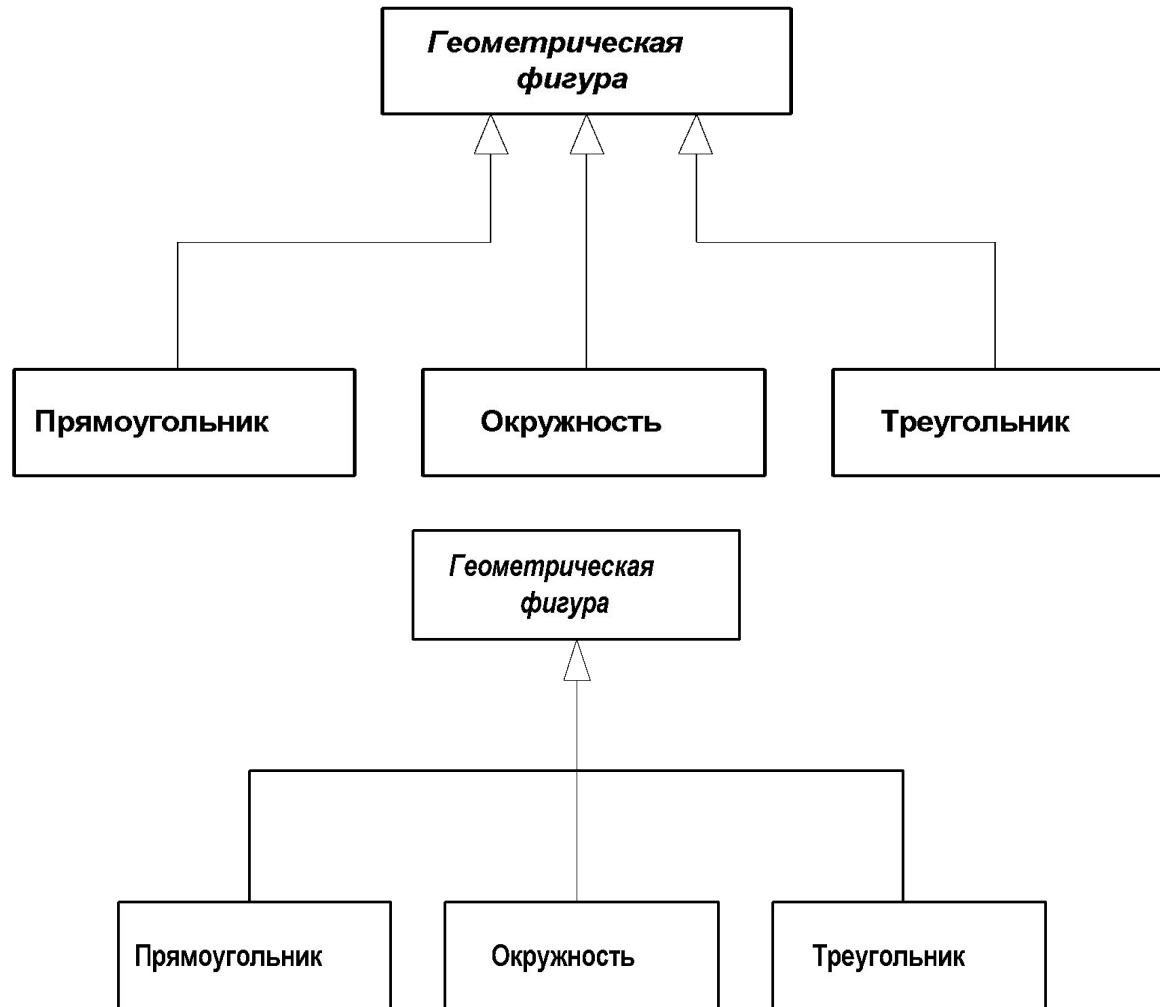 Геометрическая
фигура
Прямоугольник
Окружность
Треугольник
Геометрическая
фигура
Прямоугольник
Окружность
Треугольник